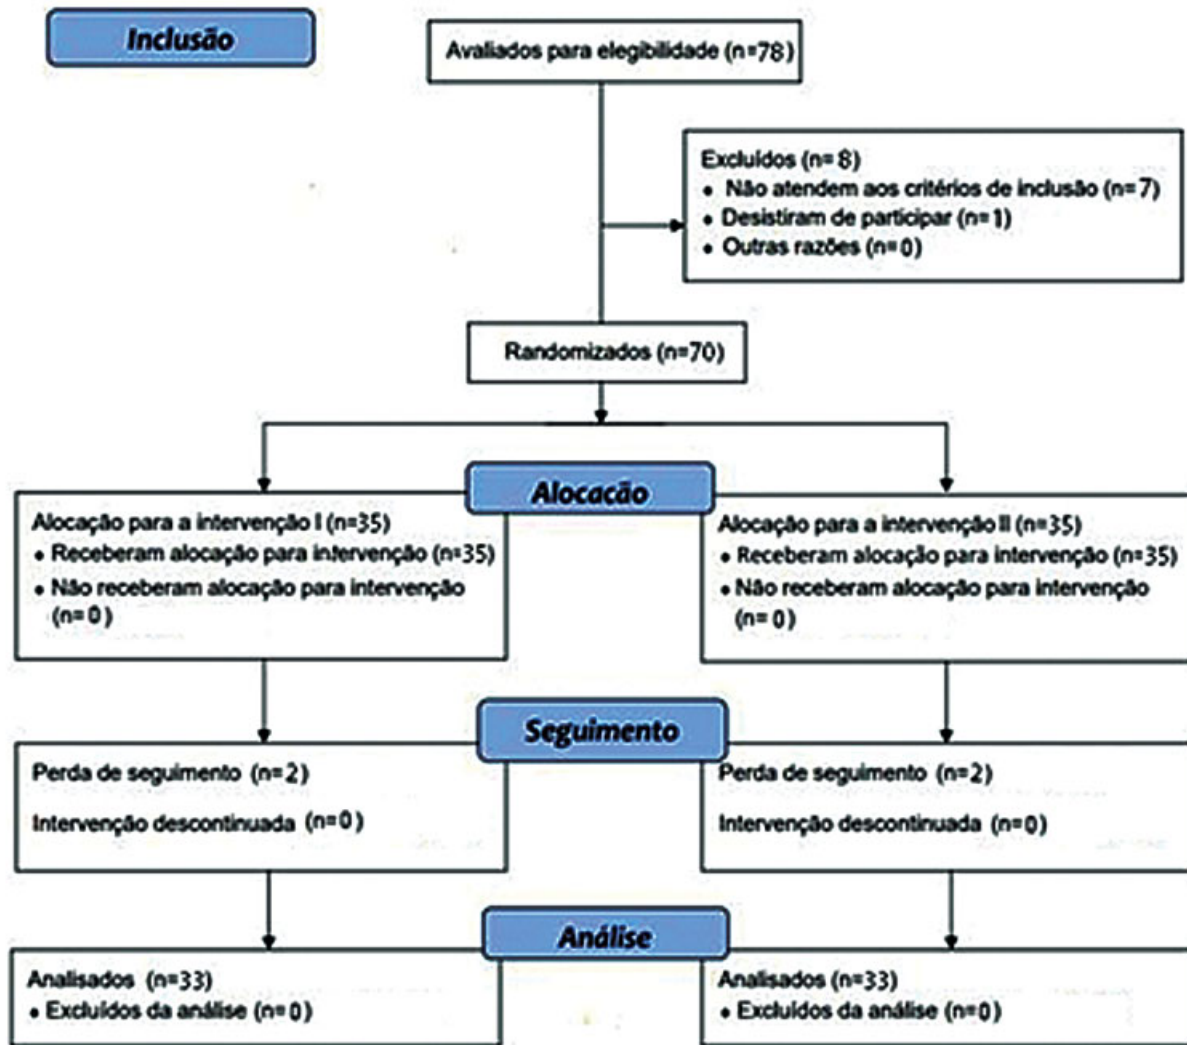 Inclusão
Avaliados para elegibilidade (n=78)
Excluídos (n=8)
• Não atendem aos critérios de inclusão (n=7)
• Desistiram de participar (n=1)
• Outras razões (n=0)
Randomizados (n=70)
Alocação
Alocação para a intervenção I (n=35)
• Receberam alocação para intervenção (n=35)
• Não receberam alocação para intervenção
(n=0)
Alocação para a intervenção II (n=35)
• Receberam alocação para intervenção (n=35)
• Não receberam alocação para intervenção
(n=0)
Seguimento
Perda de seguimento (n=2)
Intervenção descontinuada (n=0)
Perda de seguimento (n=2)
Intervenção descontinuada (n=0)
Análise
Analisados (n=33)
• Excluídos da análise (n=0)
Analisados (n=33)
• Excluídos da análise (n=0)